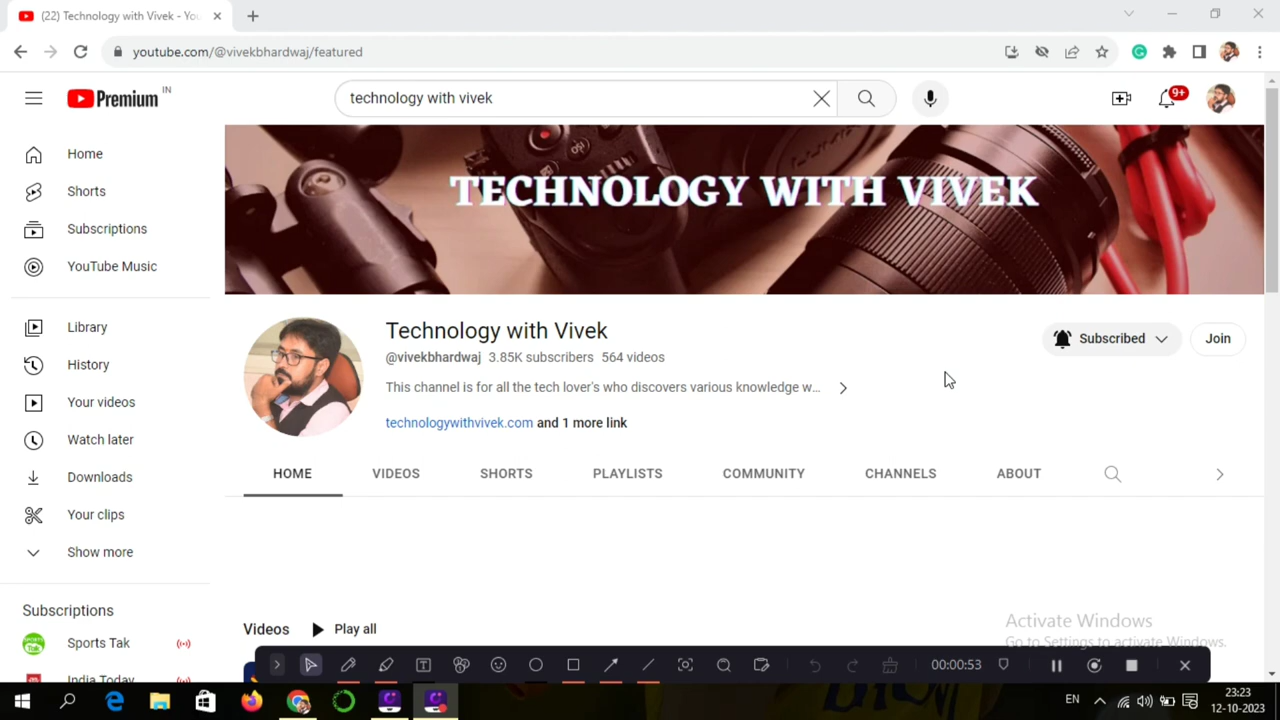 (22) Technology with Vivek - You
youtube.com/@vivekbhardwaj/featured
Premium IN
technology with vivek
9+
Home
Shorts
Subscriptions
YouTube Music
Library
History
Your videos
Watch later
Downloads
Your clips
Show more
Subscriptions
Sports Tak
India Today
TECHNOLOGY WITH VIVEK
Technology with Vivek
@vivekbhardwaj 3.85K subscribers 564 videos
This channel is for all the tech lover's who discovers various knowledge w...
technologywithvivek.com and 1 more link
Subscribed
Join
HOME VIDEOS SHORTS PLAYLISTS COMMUNITY CHANNELS ABOUT
Videos Play all
Activate Windows
Go to Settings to activate Windows.
00:00:53
EN
23:23
12-10-2023